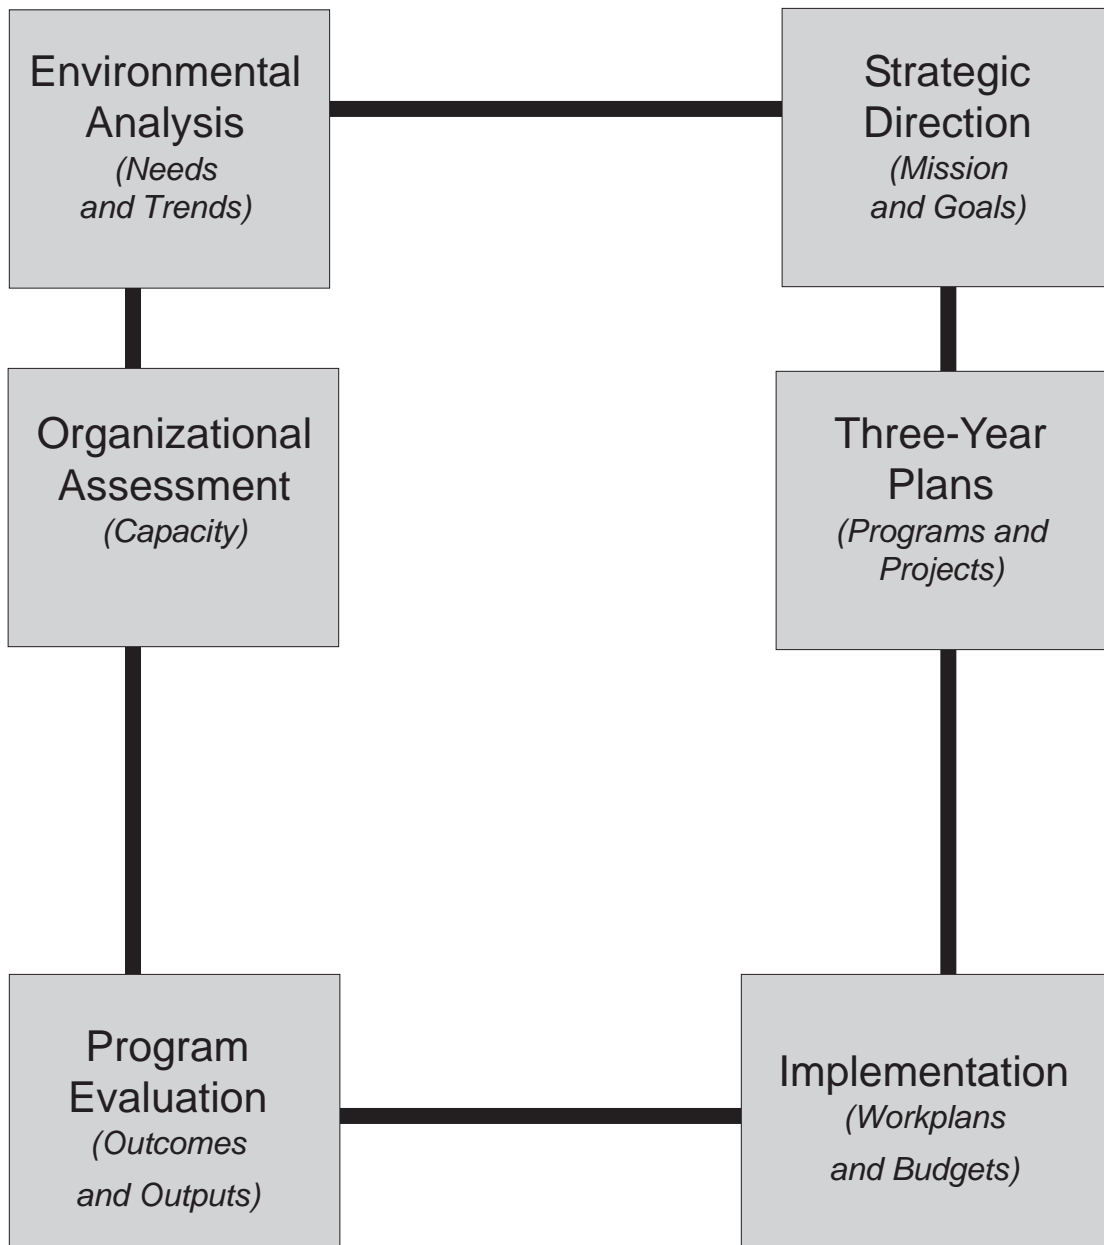 Environmental
Analysis
(Needs
and Trends)
Strategic
Direction
(Mission
and Goals)
Organizational
Assessment
(Capacity)
Three-Year
Plans
(Programs and
Projects)
Program
Evaluation
(Outcomes
and Outputs)
Implementation
(Workplans
and Budgets)